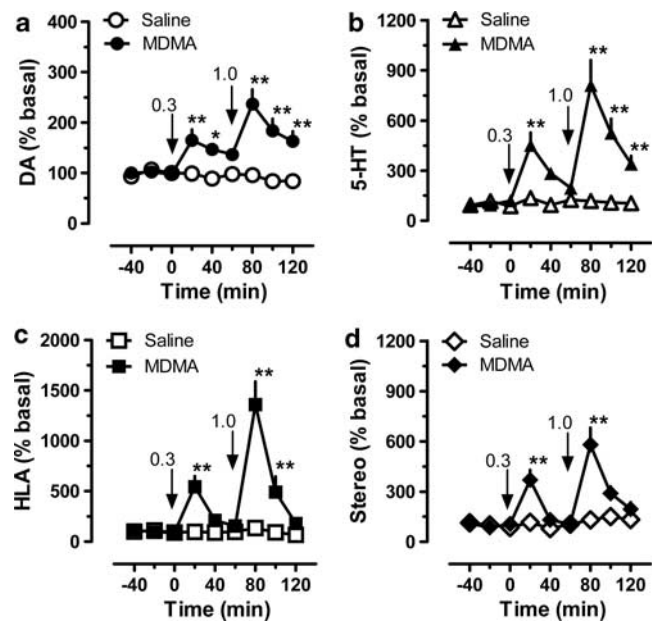 a
Saline
MDMA
DA (% basal)
400
300
200
100
0
0.3
1.0
**
*
**
**
**
-40 0 40 80 120
Time (min)
b
Saline
MDMA
5-HT (% basal)
1200
900
600
300
0
0.3
1.0
**
**
**
**
-40 0 40 80 120
Time (min)
c
Saline
MDMA
HLA (% basal)
2000
1500
1000
500
0
0.3
1.0
**
**
**
-40 0 40 80 120
Time (min)
d
Saline
MDMA
Stereo (% basal)
1200
900
600
300
0
0.3
1.0
**
**
-40 0 40 80 120
Time (min)